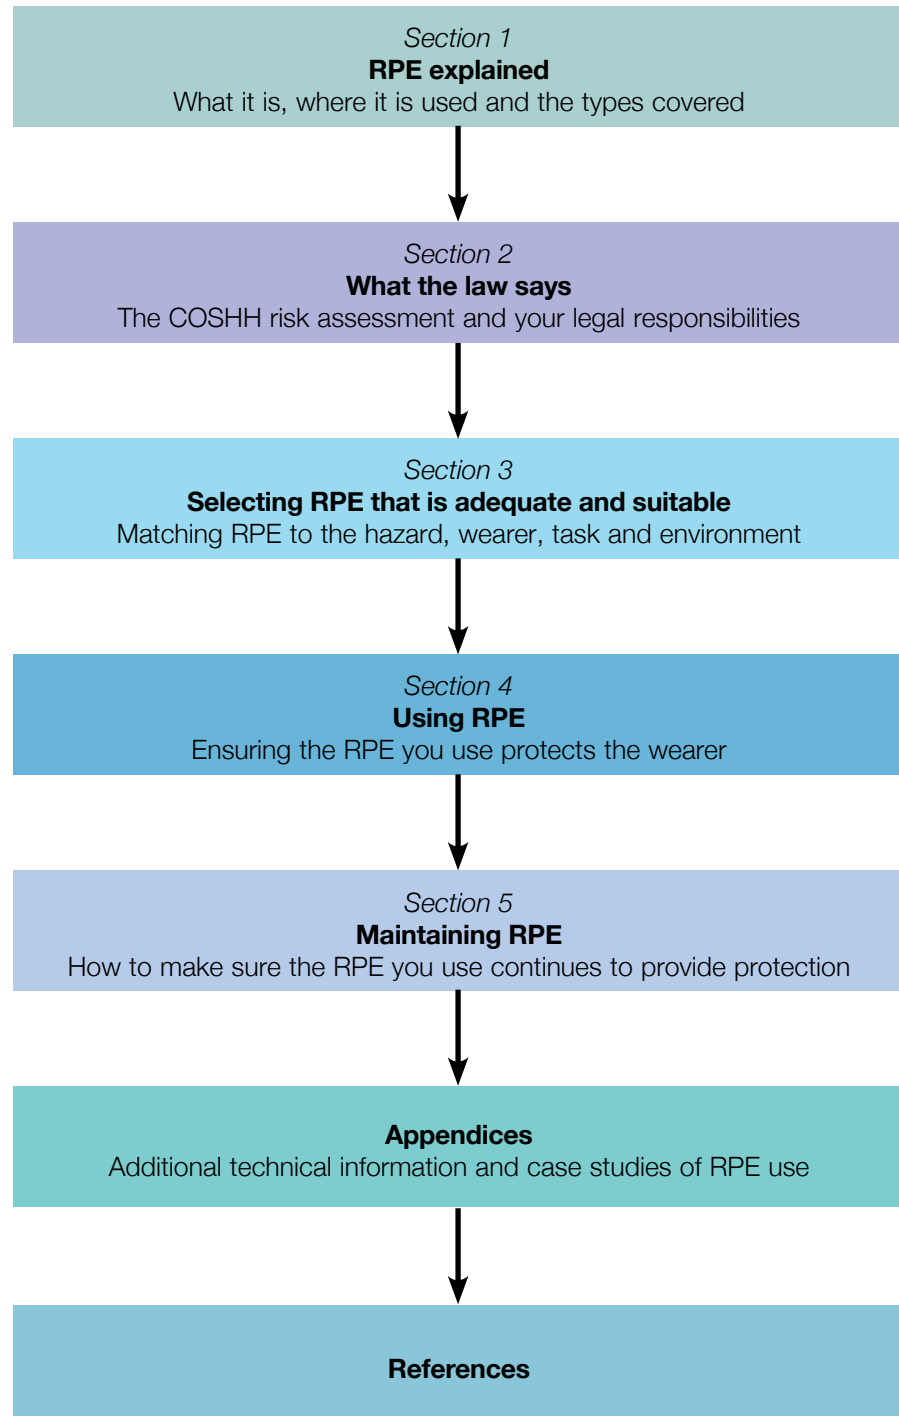 Section 1
RPE explained
What it is, where it is used and the types covered
Section 2
What the law says
The COSHH risk assessment and your legal responsibilities
Section 3
Selecting RPE that is adequate and suitable
Matching RPE to the hazard, wearer, task and environment
Section 4
Using RPE
Ensuring the RPE you use protects the wearer
Section 5
Maintaining RPE
How to make sure the RPE you use continues to provide protection
Appendices
Additional technical information and case studies of RPE use
References